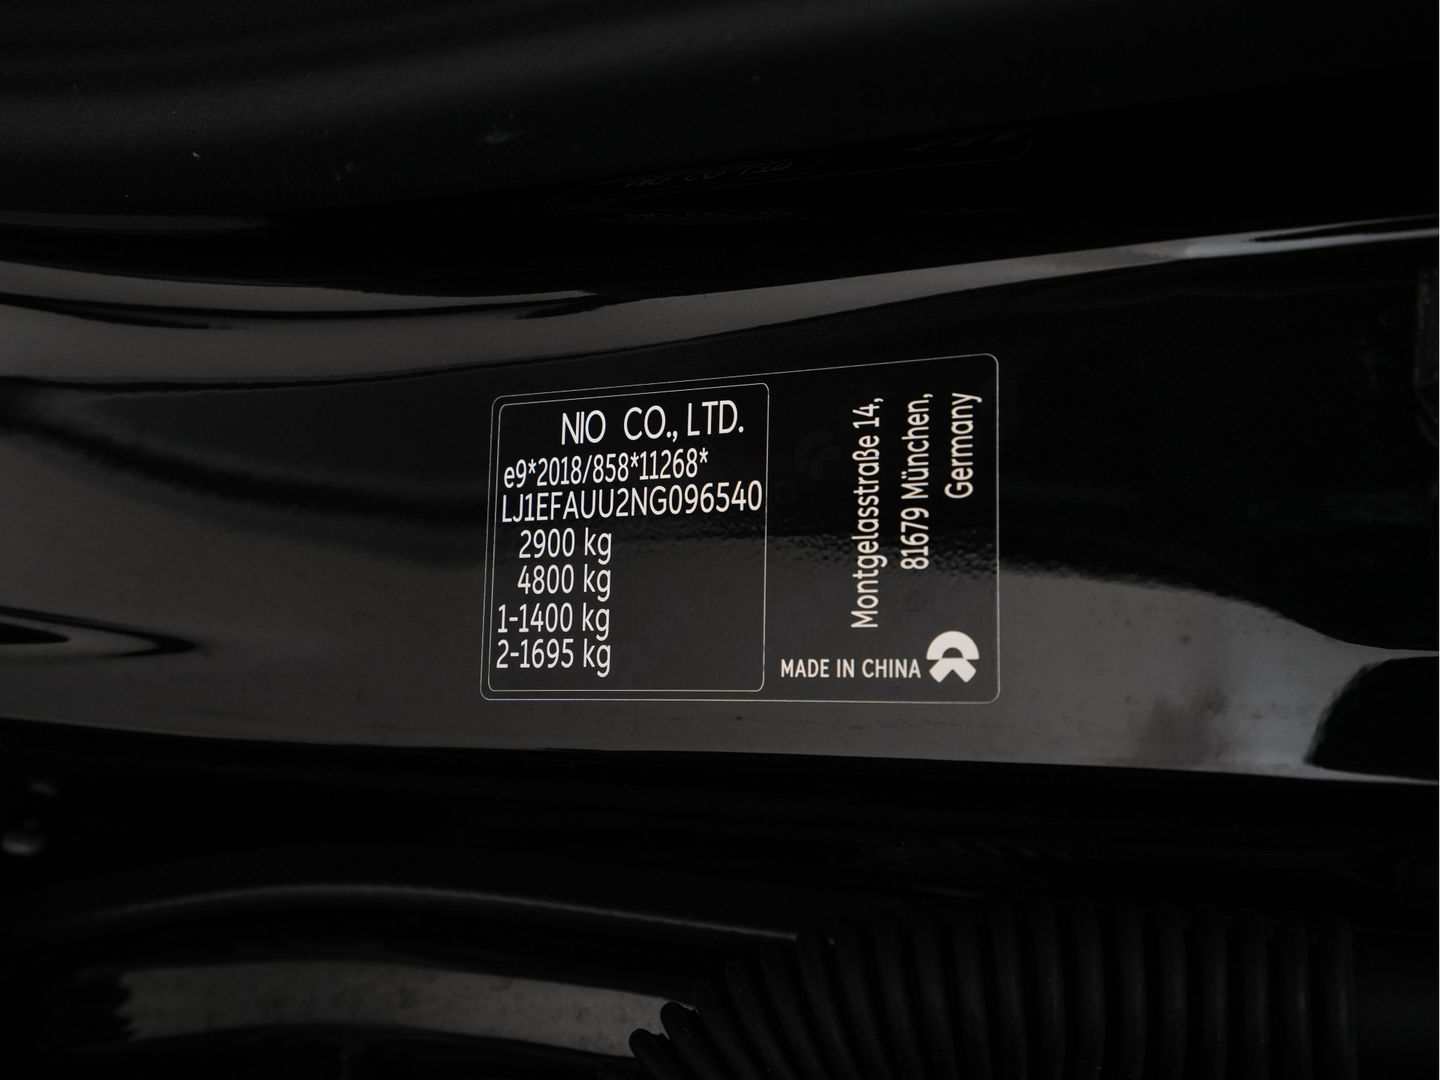 NIO CO., LTD.
e9*2018/858*11268*
LJ1EFAUU2NG096540
2900 kg
4800 kg
1-1400 kg
2-1695 kg
Montgelasstraße 14,
81679 München,
Germany
MADE IN CHINA